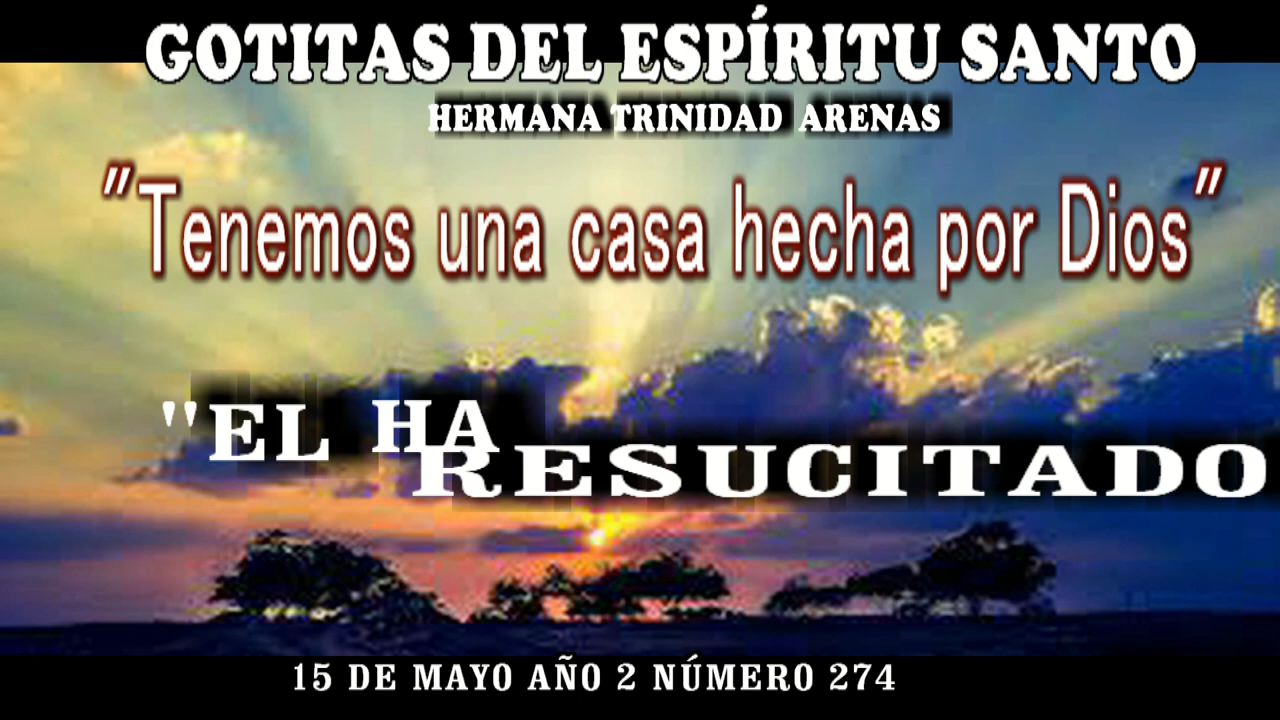 GOTITAS DEL ESPÍRITU SANTO
HERMANA TRINIDAD ARENAS
"Tenemos una casa hecha por Dios"
"EL HA
RESUCITADO
15 DE MAYO AÑO 2 NÚMERO 274